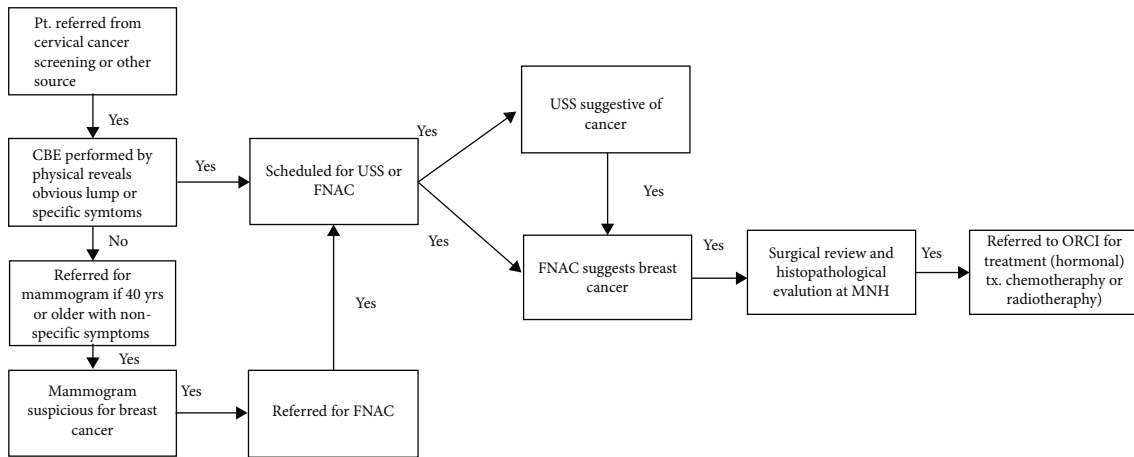 Pt. referred from
cervical cancer
screening or other
source
Yes
CBE performed by
physical reveals
obvious lump or
specific symtoms
Yes
No
Referred for
mammogram if 40 yrs
or older with non-
specific symptoms
Yes
Mammogram
suspicious for breast
cancer
Yes
Referred for FNAC
Yes
Scheduled for USS or
FNAC
Yes
Yes
USS suggestive of
cancer
Yes
FNAC suggests breast
cancer
Yes
Surgical review and
histopathological
evalution at MNH
Yes
Referred to ORCI for
treatment (hormonal)
tx. chemotheraphy or
radiotheraphy)